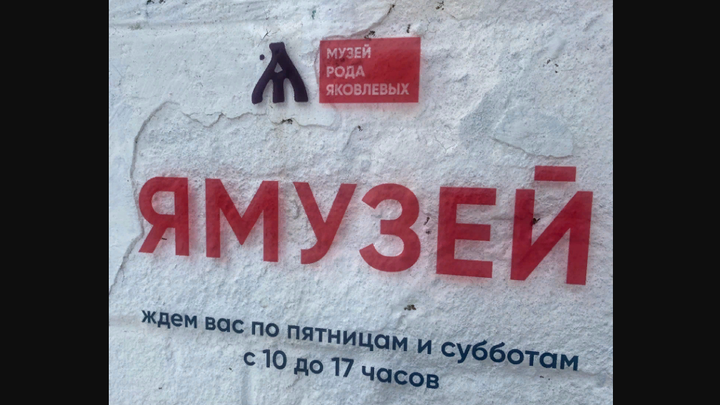 МУЗЕЙ
РОДА
ЯКОВЛЕВЫХ
ЯМУЗЕЙ
ждем вас по пятницам и субботам
с 10 до 17 часов